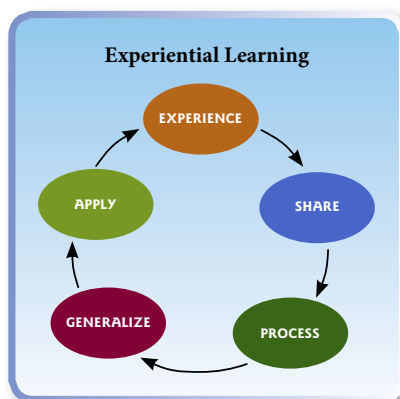 Experiential Learning
EXPERIENCE
SHARE
PROCESS
GENERALIZE
APPLY